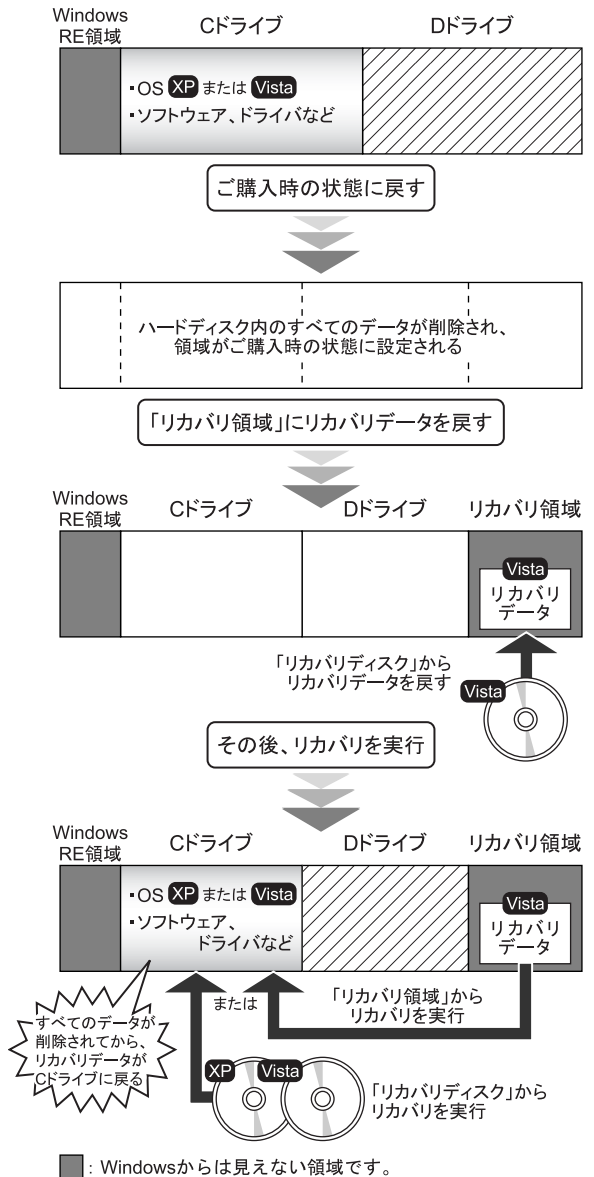 Windows
RE領域
Cドライブ
Dドライブ
・OS XP または Vista
・ソフトウェア、ドライバなど
ご購入時の状態に戻す
ハードディスク内のすべてのデータが削除され、
領域がご購入時の状態に設定される
「リカバリ領域」にリカバリデータを戻す
Windows
RE領域
Cドライブ
Dドライブ
リカバリ領域
Vista
リカバリ
データ
「リカバリディスク」から
リカバリデータを戻す
Vista
その後、リカバリを実行
Windows
RE領域
Cドライブ
Dドライブ
リカバリ領域
・OS XP または Vista
・ソフトウェア、
ドライバなど
Vista
リカバリ
データ
または
「リカバリ領域」から
リカバリを実行
すべてのデータが
削除されてから、
リカバリデータが
Cドライブに戻る
XP
Vista
「リカバリディスク」から
リカバリを実行
：Windowsからは見えない領域です。